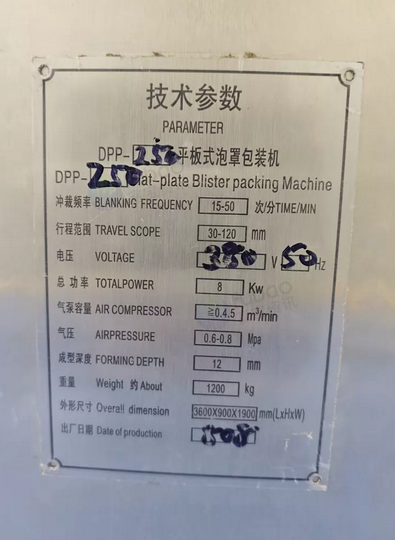 技术参数
PARAMETER
DPP-250平板式泡罩包装机
DPP-250 flat-plate Blister packing Machine
冲裁频率 BLANKING FREQUENCY 15-50 次/分TIME/MIN
行程范围 TRAVEL SCOPE 30-120 mm
电压 VOLTAGE 380 V 50 Hz
总功率 TOTALPOWER 8 Kw
气泵容量 AIR COMPRESSOR ≧0.4.5 m³/min
气压 AIRPRESSURE 0.6-0.8 Mpa
成型深度 FORMING DEPTH 12 mm
重量 Weight 约 About 1200 kg
外形尺寸 Overall dimension 3600X900X1900 mm(LxHxW)
出厂日期 Date of production